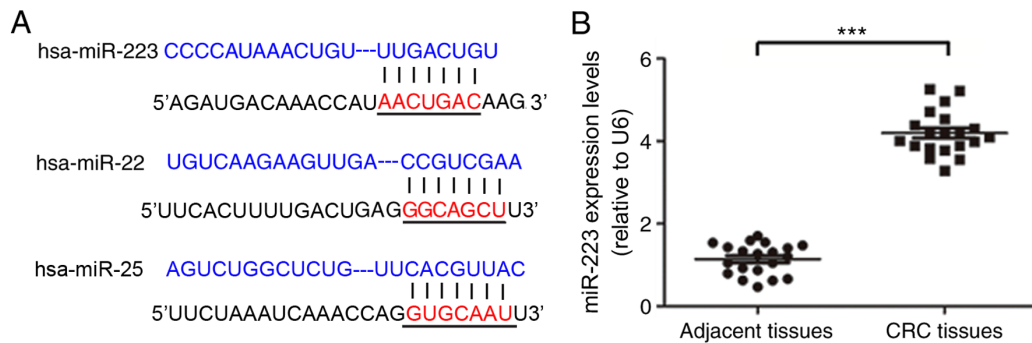 A
hsa-miR-223 CCCCAUAAACUGU---UUGACUGU
5’AGAUGACAAACCAUAACUGACAAG 3’
hsa-miR-22 UGUCAAGAAGUUGA---CCGUCGAA
5’UUCACUUUUGACUGAGGGCAGCUU3’
hsa-miR-25 AGUCUGGCUCUG---UUCACGUUAC
5’UUCUAAAUCAAACCAGGUGCAAUU3’
B
***
miR-223 expression levels
(relative to U6)
6
4
2
0
Adjacent tissues
CRC tissues